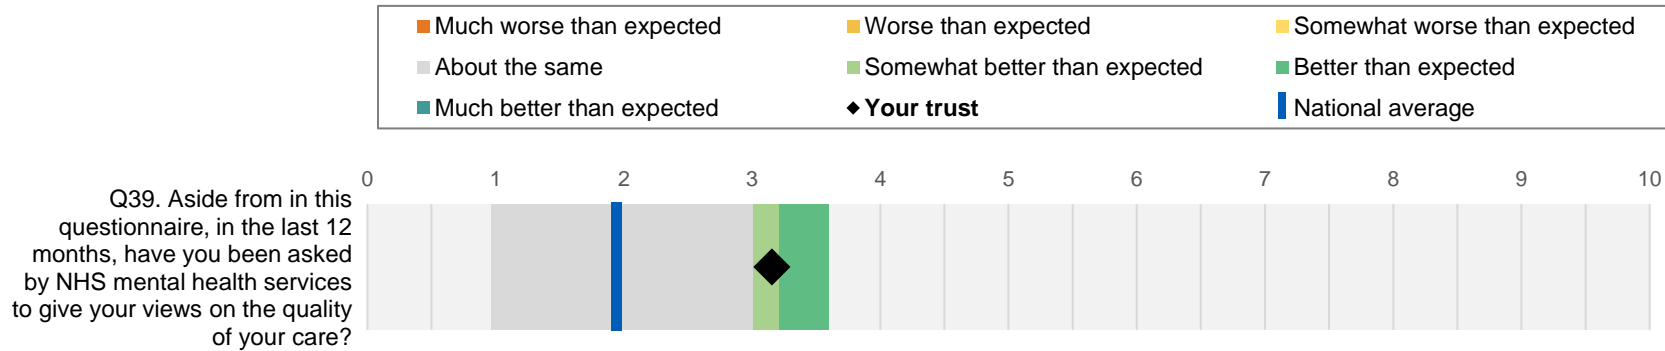 Much worse than expected
Worse than expected
Somewhat worse than expected
About the same
Somewhat better than expected
Better than expected
Much better than expected
Your trust
National average
0 1 2 3 4 5 6 7 8 9 10
Q39. Aside from in this
questionnaire, in the last 12
months, have you been asked
by NHS mental health services
to give your views on the quality
of your care?